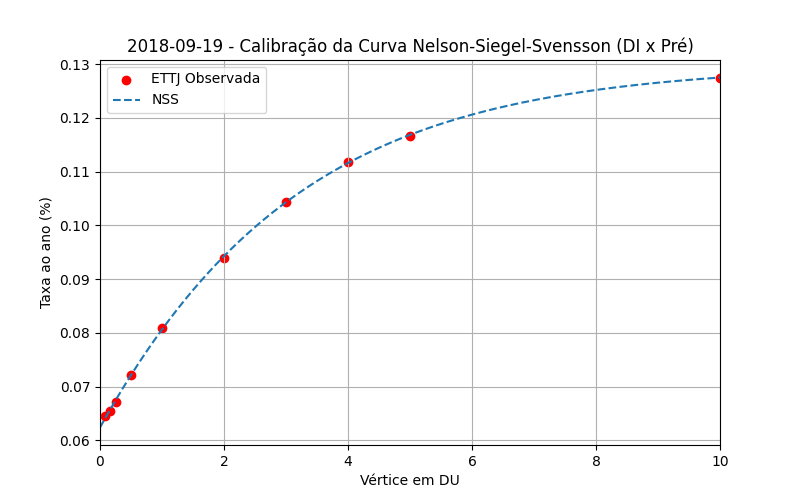 2018-09-19 - Calibração da Curva Nelson-Siegel-Svensson (DI x Pré)
ETTJ Observada
NSS
Taxa ao ano (%)
0.13
0.12
0.11
0.10
0.09
0.08
0.07
0.06
0
2
4
6
8
10
Vértice em DU